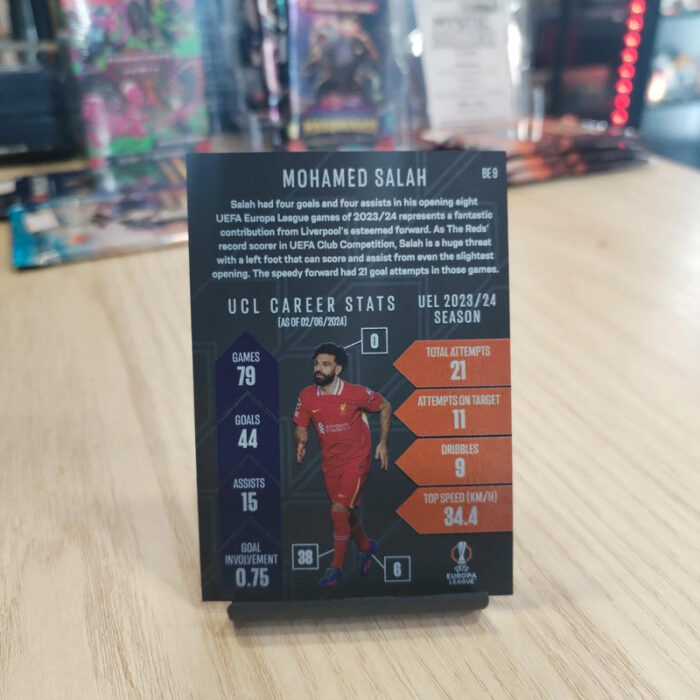 MOHAMED SALAH
BE 9
Salah had four goals and four assists in his opening eight
UEFA Europa League games of 2023/24 represents a fantastic
contribution from Liverpool's esteemed forward. As The Reds'
record scorer in UEFA Club Competition, Salah is a huge threat
with a left foot that can score and assist from even the slightest
opening. The speedy forward had 21 goal attempts in those games.
UCL CAREER STATS
(AS OF 02/06/2024)
GAMES
79
GOALS
44
ASSISTS
15
GOAL
INVOLVEMENT
0.75
0
38
6
UEL 2023/24
SEASON
TOTAL ATTEMPTS
21
ATTEMPTS ON TARGET
11
DRIBBLES
9
TOP SPEED (KM/H)
34.4
UEFA
EUROPA
LEAGUE